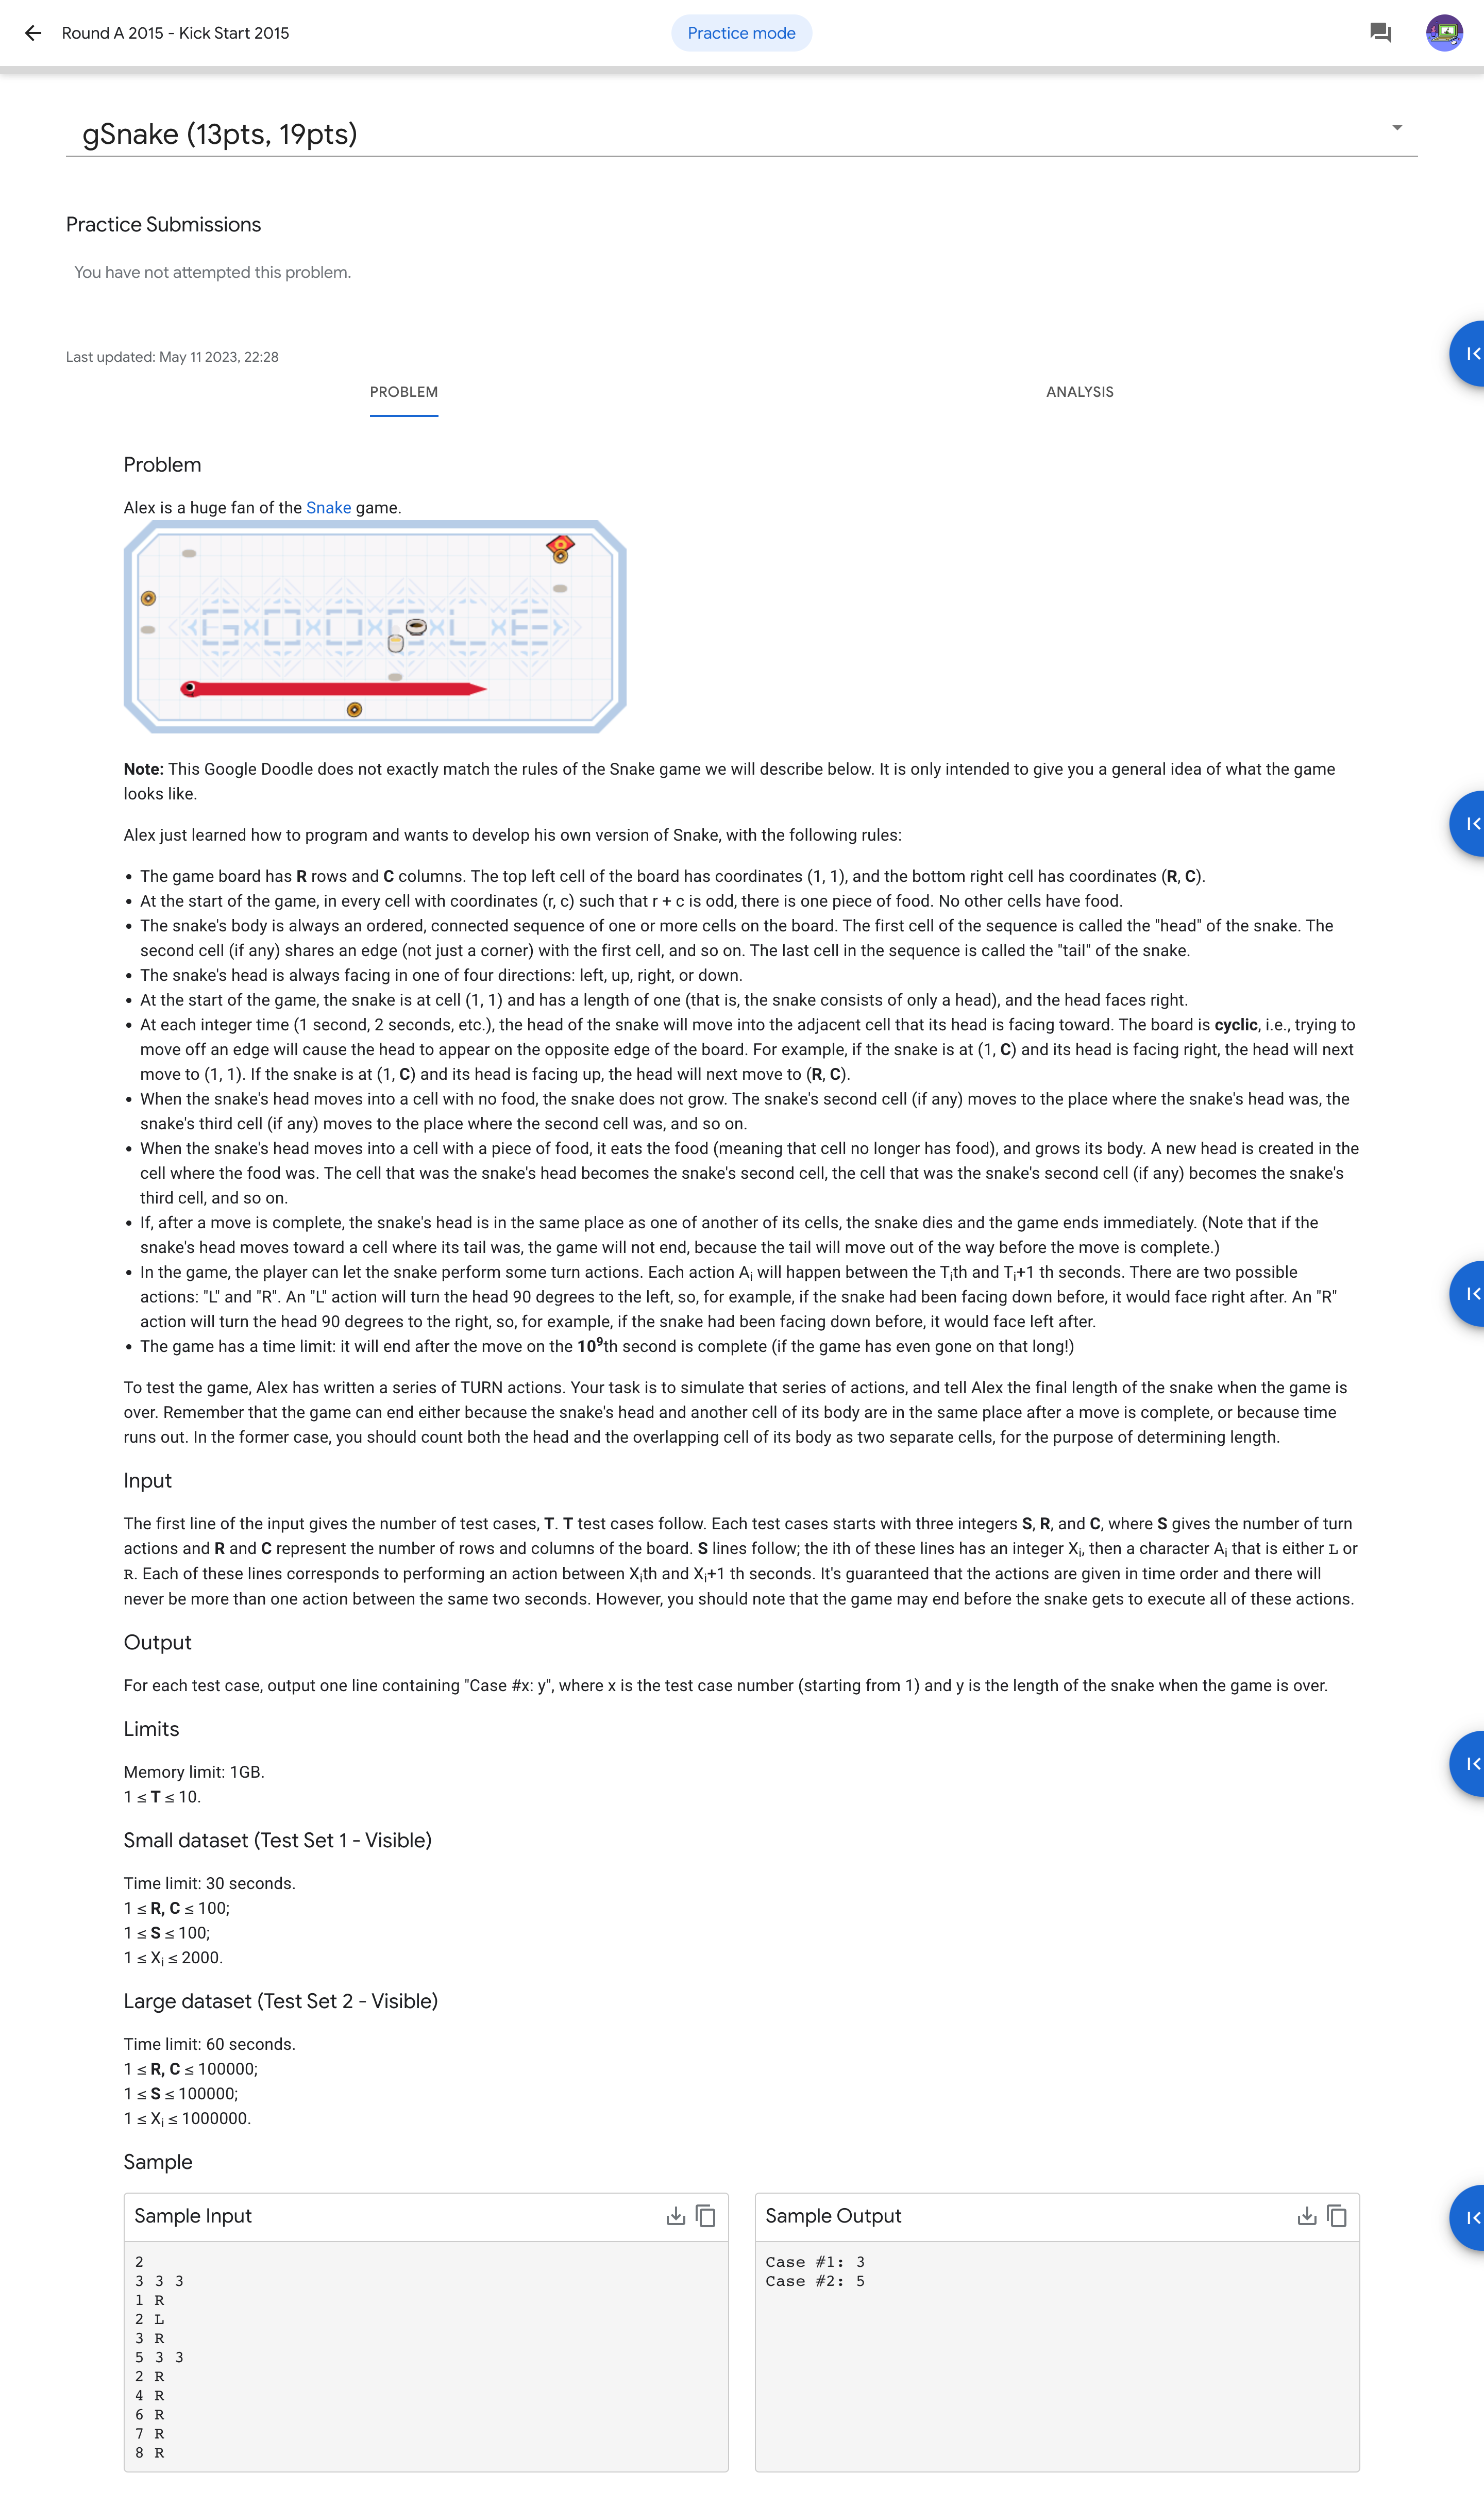 Round A 2015 - Kick Start 2015
Practice mode
gSnake (13pts, 19pts)
Practice Submissions
You have not attempted this problem.
Last updated: May 11 2023, 22:28
PROBLEM
ANALYSIS
Problem
Alex is a huge fan of the Snake game.
GOOGLE
Note: This Google Doodle does not exactly match the rules of the Snake game we will describe below. It is only intended to give you a general idea of what the game
looks like.
Alex just learned how to program and wants to develop his own version of Snake, with the following rules:
• The game board has R rows and C columns. The top left cell of the board has coordinates (1, 1), and the bottom right cell has coordinates (R, C).
• At the start of the game, in every cell with coordinates (r, c) such that r + c is odd, there is one piece of food. No other cells have food.
• The snake's body is always an ordered, connected sequence of one or more cells on the board. The first cell of the sequence is called the "head" of the snake. The
second cell (if any) shares an edge (not just a corner) with the first cell, and so on. The last cell in the sequence is called the "tail" of the snake.
• The snake's head is always facing in one of four directions: left, up, right, or down.
• At the start of the game, the snake is at cell (1, 1) and has a length of one (that is, the snake consists of only a head), and the head faces right.
• At each integer time (1 second, 2 seconds, etc.), the head of the snake will move into the adjacent cell that its head is facing toward. The board is cyclic, i.e., trying to
move off an edge will cause the head to appear on the opposite edge of the board. For example, if the snake is at (1, C) and its head is facing right, the head will next
move to (1, 1). If the snake is at (1, C) and its head is facing up, the head will next move to (R, C).
• When the snake's head moves into a cell with no food, the snake does not grow. The snake's second cell (if any) moves to the place where the snake's head was, the
snake's third cell (if any) moves to the place where the second cell was, and so on.
• When the snake's head moves into a cell with a piece of food, it eats the food (meaning that cell no longer has food), and grows its body. A new head is created in the
cell where the food was. The cell that was the snake's head becomes the snake's second cell, the cell that was the snake's second cell (if any) becomes the snake's
third cell, and so on.
• If, after a move is complete, the snake's head is in the same place as one of another of its cells, the snake dies and the game ends immediately. (Note that if the
snake's head moves toward a cell where its tail was, the game will not end, because the tail will move out of the way before the move is complete.)
• In the game, the player can let the snake perform some turn actions. Each action Ai will happen between the Tith and Ti+1 th seconds. There are two possible
actions: "L" and "R". An "L" action will turn the head 90 degrees to the left, so, for example, if the snake had been facing down before, it would face right after. An "R"
action will turn the head 90 degrees to the right, so, for example, if the snake had been facing down before, it would face left after.
• The game has a time limit: it will end after the move on the 10^9th second is complete (if the game has even gone on that long!)
To test the game, Alex has written a series of TURN actions. Your task is to simulate that series of actions, and tell Alex the final length of the snake when the game is
over. Remember that the game can end either because the snake's head and another cell of its body are in the same place after a move is complete, or because time
runs out. In the former case, you should count both the head and the overlapping cell of its body as two separate cells, for the purpose of determining length.
Input
The first line of the input gives the number of test cases, T. T test cases follow. Each test cases starts with three integers S, R, and C, where S gives the number of turn
actions and R and C represent the number of rows and columns of the board. S lines follow; the ith of these lines has an integer Xi, then a character Ai that is either L or
R. Each of these lines corresponds to performing an action between Xith and Xi+1 th seconds. It's guaranteed that the actions are given in time order and there will
never be more than one action between the same two seconds. However, you should note that the game may end before the snake gets to execute all of these actions.
Output
For each test case, output one line containing "Case #x: y", where x is the test case number (starting from 1) and y is the length of the snake when the game is over.
Limits
Memory limit: 1GB.
1 ≤ T ≤ 10.
Small dataset (Test Set 1 - Visible)
Time limit: 30 seconds.
1 ≤ R, C ≤ 100;
1 ≤ S ≤ 100;
1 ≤ Xi ≤ 2000.
Large dataset (Test Set 2 - Visible)
Time limit: 60 seconds.
1 ≤ R, C ≤ 100000;
1 ≤ S ≤ 100000;
1 ≤ Xi ≤ 1000000.
Sample
Sample Input
2
3 3 3
1 R
2 L
3 R
5 3 3
2 R
4 R
6 R
7 R
8 R
Sample Output
Case #1: 3
Case #2: 5